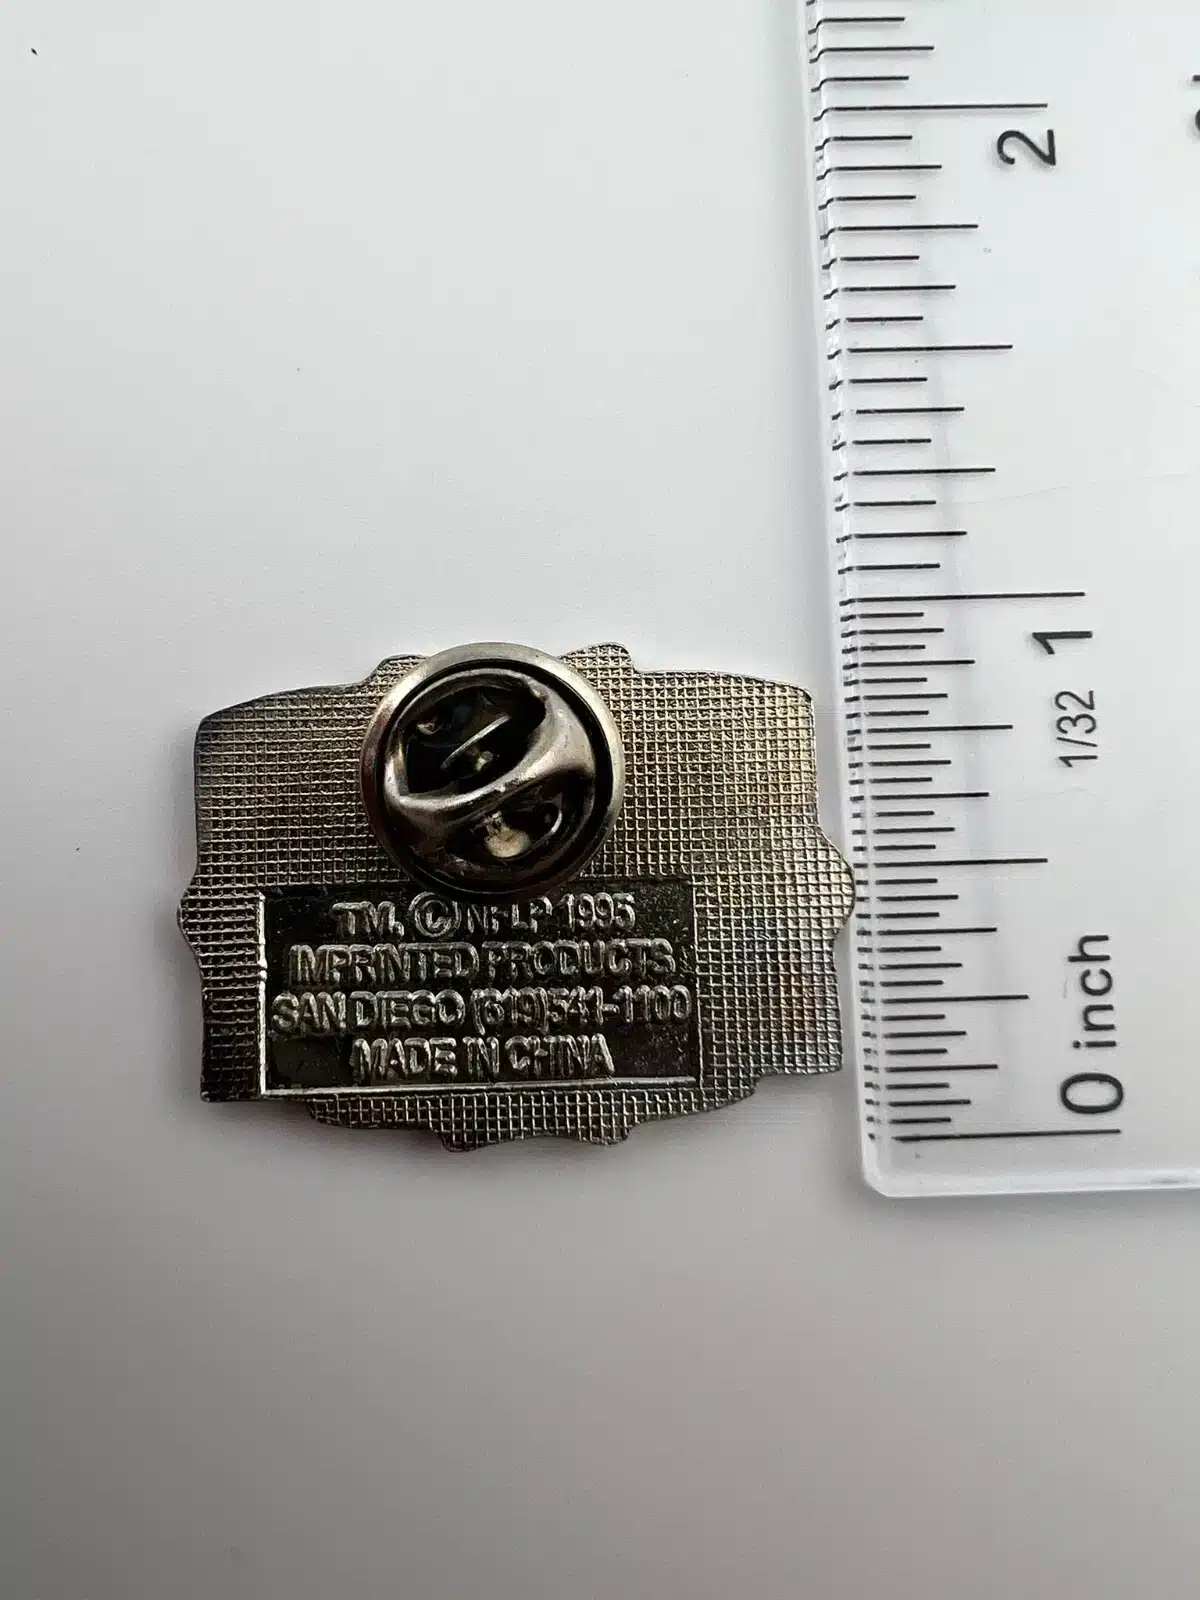 TM. © NFLP 1995
IMPRINTED PRODUCTS
SAN DIEGO (619)541-1100
MADE IN CHINA
2
1
1/32
0 inch